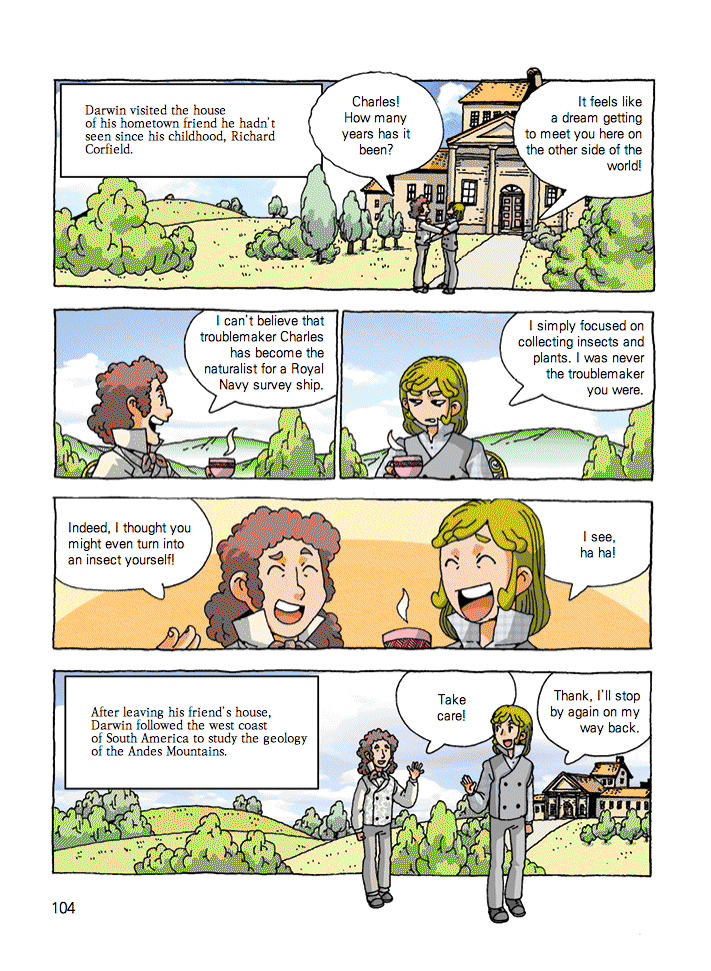 Darwin visited the house
of his hometown friend he hadn't
seen since his childhood, Richard
Corfield.
Charles!
How many
years has it
been?
It feels like
a dream getting
to meet you here on
the other side of the
world!
I can't believe that
troublemaker Charles
has become the
naturalist for a Royal
Navy survey ship.
I simply focused on
collecting insects and
plants. I was never
the troublemaker
you were.
Indeed, I thought you
might even turn into
an insect yourself!
I see,
ha ha!
After leaving his friend's house,
Darwin followed the west coast
of South America to study the geology
of the Andes Mountains.
Take
care!
Thank, I'll stop
by again on my
way back.
104